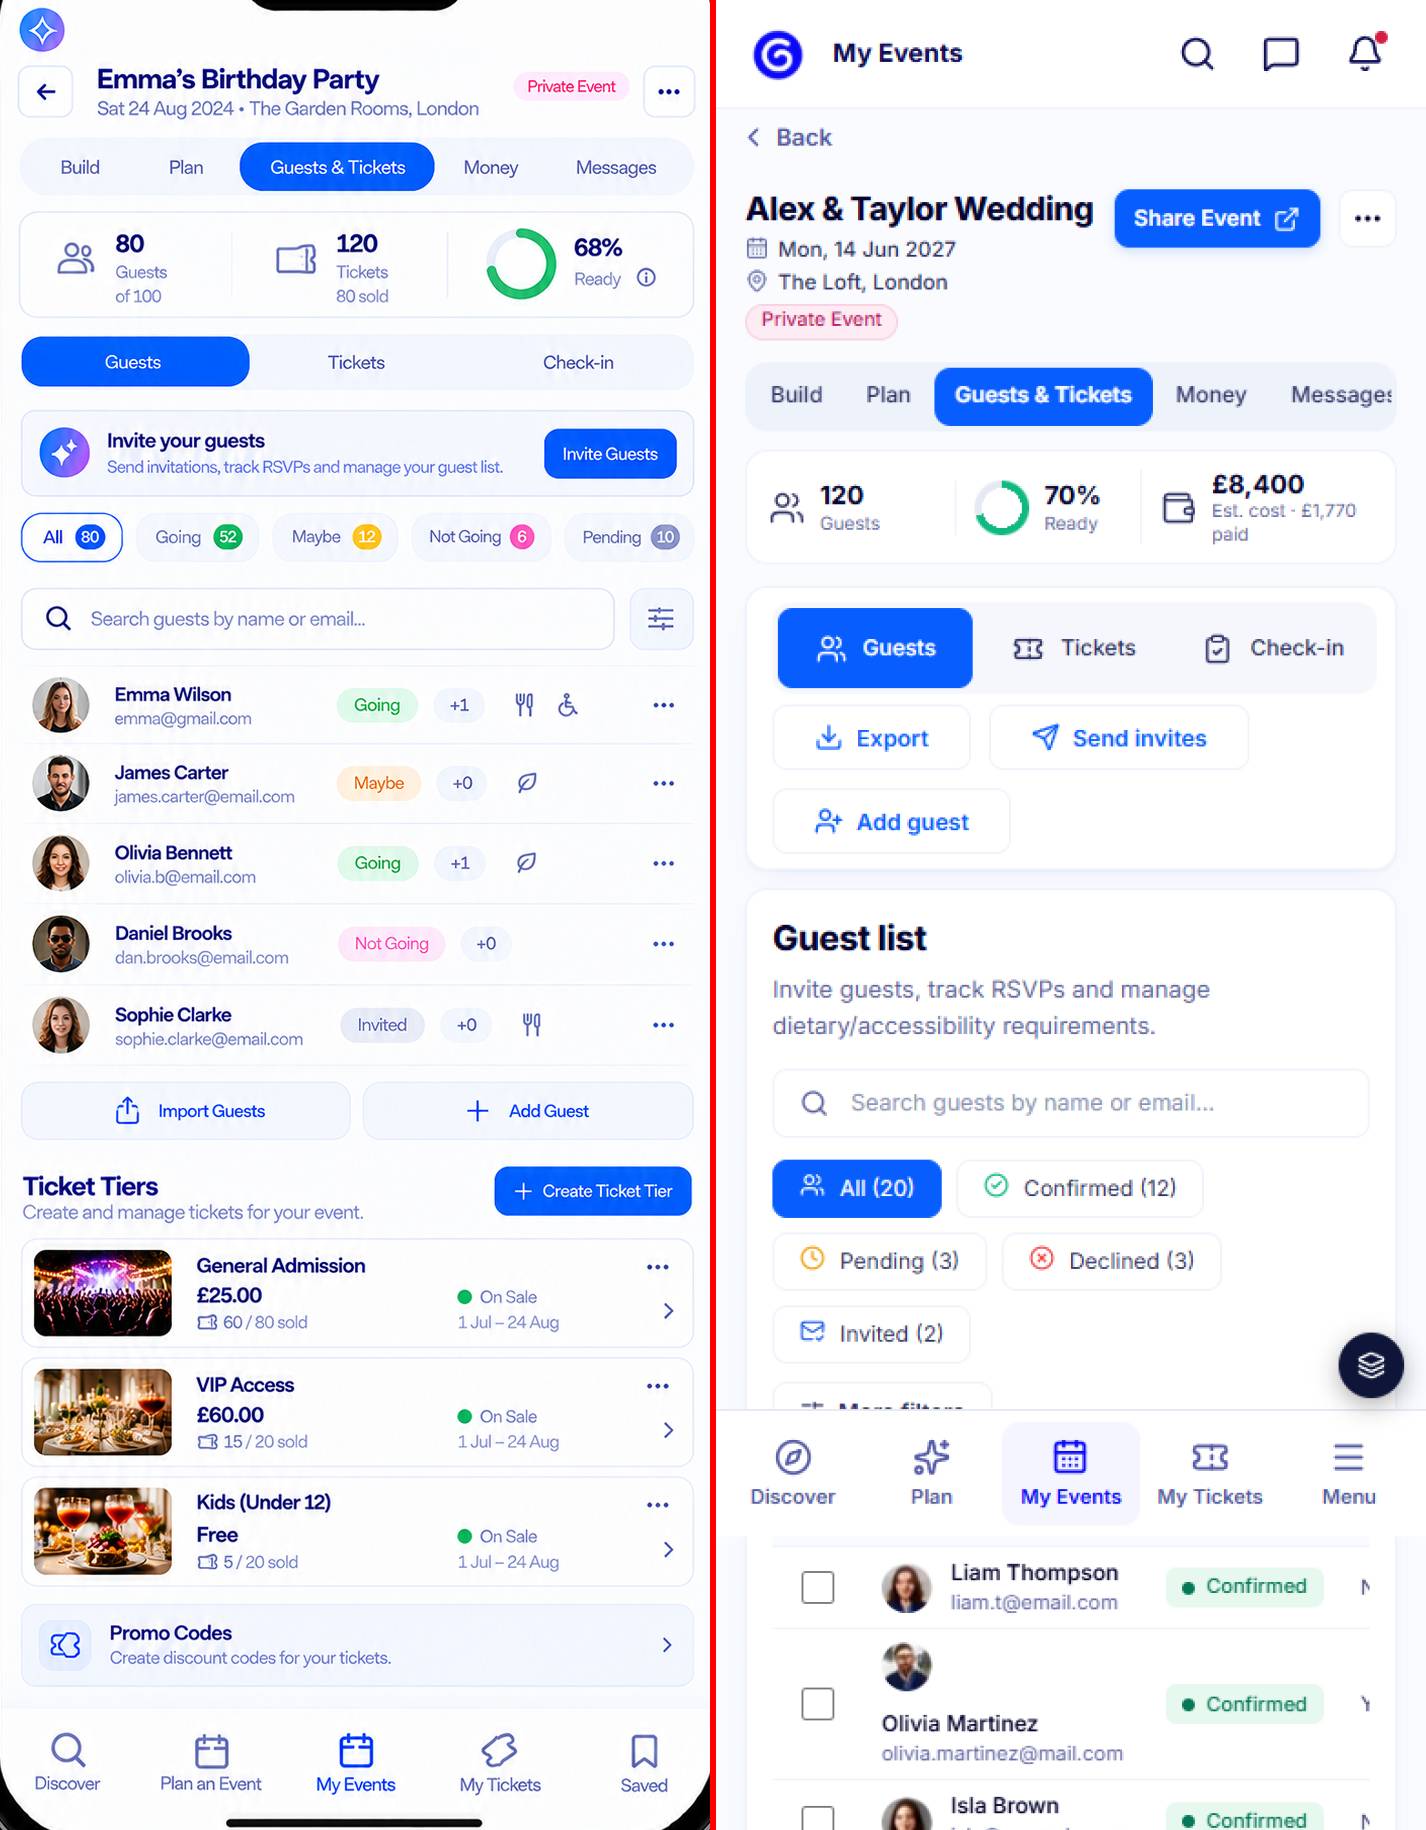 Emma's Birthday Party
Sat 24 Aug 2024 • The Garden Rooms, London
Private Event
Build
Plan
Guests & Tickets
Money
Messages
80
Guests
of 100
120
Tickets
80 sold
68%
Ready
Guests
Tickets
Check-in
Invite your guests
Send invitations, track RSVPs and manage your guest list.
Invite Guests
All 80
Going 52
Maybe 12
Not Going 6
Pending 10
Search guests by name or email...
Emma Wilson
emma@gmail.com
Going
+1
James Carter
james.carter@email.com
Maybe
+0
Olivia Bennett
olivia.b@email.com
Going
+1
Daniel Brooks
dan.brooks@email.com
Not Going
+0
Sophie Clarke
sophie.clarke@email.com
Invited
+0
Import Guests
Add Guest
Ticket Tiers
Create and manage tickets for your event.
Create Ticket Tier
General Admission
£25.00
60 / 80 sold
On Sale
1 Jul – 24 Aug
VIP Access
£60.00
15 / 20 sold
On Sale
1 Jul – 24 Aug
Kids (Under 12)
Free
5 / 20 sold
On Sale
1 Jul – 24 Aug
Promo Codes
Create discount codes for your tickets.
Discover
Plan an Event
My Events
My Tickets
Saved
My Events
Back
Alex & Taylor Wedding
Share Event
Mon, 14 Jun 2027
The Loft, London
Private Event
Build
Plan
Guests & Tickets
Money
Messages
120
Guests
70%
Ready
£8,400
Est. cost · £1,770
paid
Guests
Tickets
Check-in
Export
Send invites
Add guest
Guest list
Invite guests, track RSVPs and manage
dietary/accessibility requirements.
Search guests by name or email...
All (20)
Confirmed (12)
Pending (3)
Declined (3)
Invited (2)
More filters
Discover
Plan
My Events
My Tickets
Menu
Liam Thompson
liam.t@email.com
Confirmed
Olivia Martinez
olivia.martinez@mail.com
Confirmed
Isla Brown
Confirmed